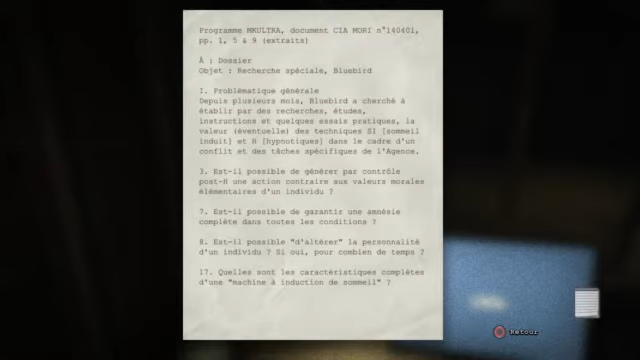 Programme MKULTRA, document CIA MORI n°140401,
pp. 1, 5 & 9 (extraits)
À : Dossier
Objet : Recherche spéciale, Bluebird
I. Problématique générale
Depuis plusieurs mois, Bluebird a cherché à
établir par des recherches, études,
instructions et quelques essais pratiques, la
valeur (éventuelle) des techniques SI [sommeil
induit] et H [hypnotiques] dans le cadre d'un
conflit et des tâches spécifiques de l'Agence.
3. Est-il possible de générer par contrôle
post-H une action contraire aux valeurs morales
élémentaires d'un individu ?
7. Est-il possible de garantir une amnésie
complète dans toutes les conditions ?
8. Est-il possible "d'altérer" la personnalité
d'un individu ? Si oui, pour combien de temps ?
17. Quelles sont les caractéristiques complètes
d'une "machine à induction de sommeil" ?
Retour